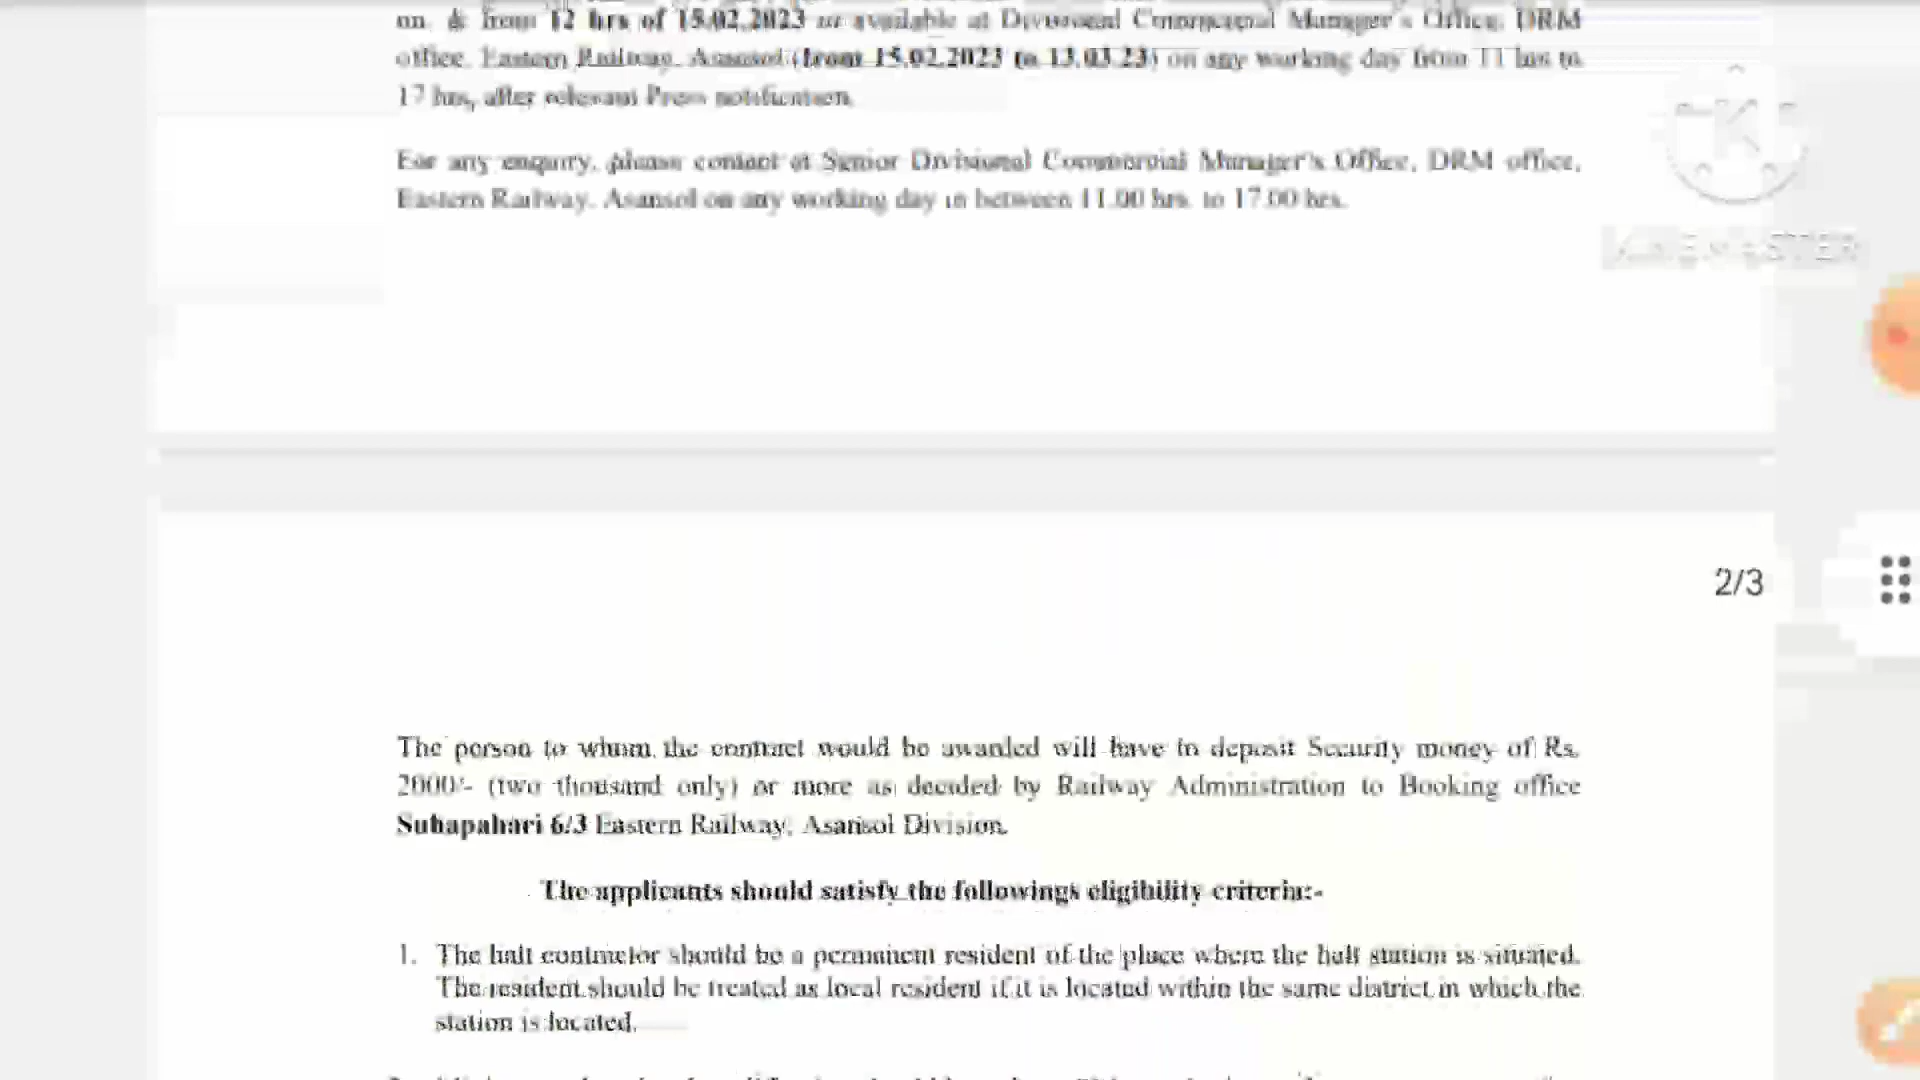 on & from 12 hrs of 15.02.2023 or available at Divisional Commercial Manager's Office, DRM
office, Eastern Railway, Asansol (from 15.02.2023 to 13.03.23) on any working day from 11 hrs to
17 hrs, after relevant Press notification.
For any enquiry, please contact at Senior Divisional Commercial Manager's Office, DRM office,
Eastern Railway, Asansol on any working day in between 11.00 hrs. to 17.00 hrs.
KINEMASTER
2/3
The person to whom the contract would be awarded will have to deposit Security money of Rs.
2000/- (two thousand only) or more as decided by Railway Administration to Booking office
Eastern Railway, Asansol Division.
The applicants should satisfy the followings eligibility criteria:-
1. The halt contractor should be a permanent resident of the place where the halt station is situated.
The resident should be treated as local resident if it is located within the same district in which the
station is located.